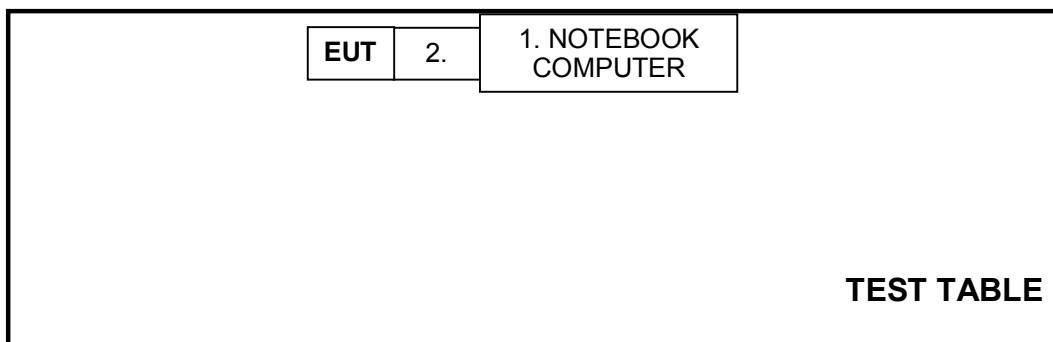 EUT
2.
1. NOTEBOOK
COMPUTER
TEST TABLE